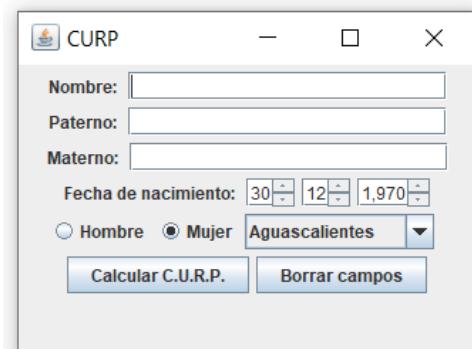 CURP
Nombre:
Paterno:
Materno:
Fecha de nacimiento: 30 12 1,970
Hombre Mujer Aguascalientes
Calcular C.U.R.P. Borrar campos